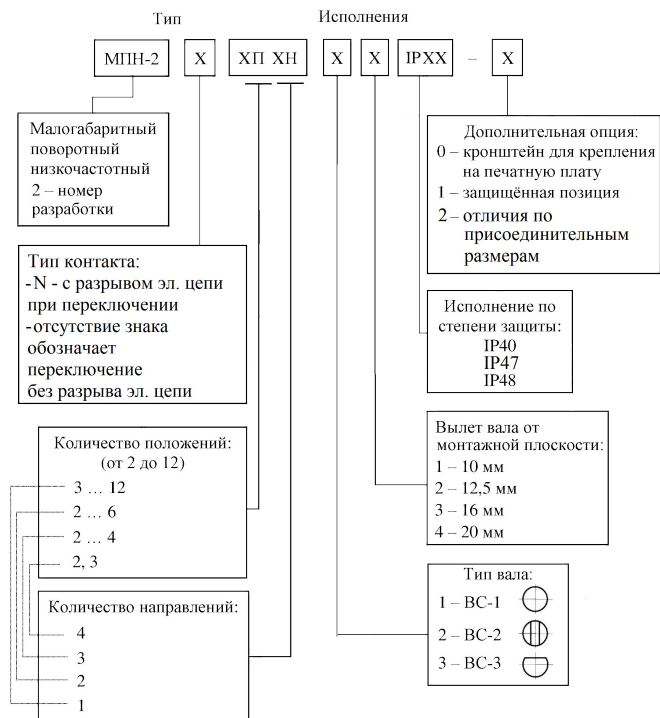 Тип
Исполнения
МПН-2
Х
ХП ХН
Х
Х
IPXX
–
Х
Малогабаритный
поворотный
низкочастотный
2 – номер
разработки
Дополнительная опция:
0 – кронштейн для крепления
на печатную плату
1 – защищённая позиция
2 – отличия по
присоединительным
размерам
Тип контакта:
-N - с разрывом эл. цепи
при переключении
-отсутствие знака
обозначает
переключение
без разрыва эл. цепи
Исполнение по
степени защиты:
IP40
IP47
IP48
Количество положений:
(от 2 до 12)
3 ... 12
2 ... 6
2 ... 4
2, 3
Вылет вала от
монтажной плоскости:
1 – 10 мм
2 – 12,5 мм
3 – 16 мм
4 – 20 мм
Количество направлений:
4
3
2
1
Тип вала:
1 – ВС-1
2 – ВС-2
3 – ВС-3